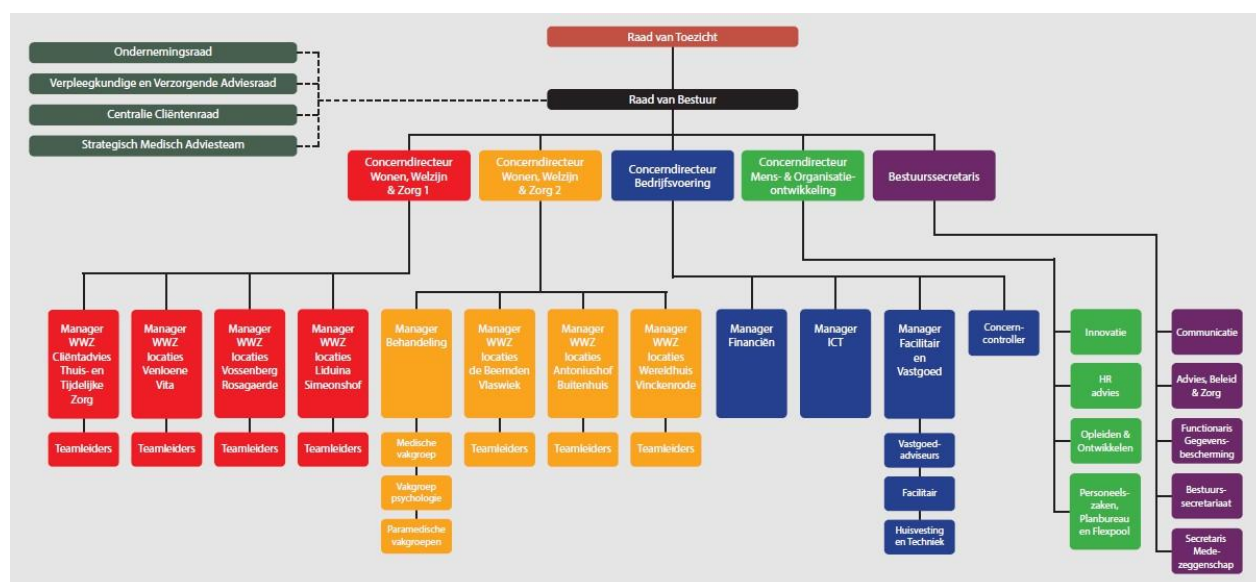 Raad van Toezicht
Ondernemingsraad
Verpleegkundige en Verzorgende Adviesraad
Raad van Bestuur
Centralie Cliëntenraad
Strategisch Medisch Adviesteam
Concerndirecteur
Wonen, Welzijn
& Zorg 1
Concerndirecteur
Wonen, Welzijn
& Zorg 2
Concerndirecteur
Bedrijfsvoering
Concerndirecteur
Mens- & Organisatie-
ontwikkeling
Bestuurssecretaris
Manager
WWZ
Cliëntadvies
Thuis- en
Tijdelijke
Zorg
Manager
WWZ
locaties
Venloene
Vita
Manager
WWZ
locaties
Vossenberg
Rosagaerde
Manager
WWZ
locaties
Liduina
Simeonshof
Manager
Behandeling
Manager
WWZ
locaties
de Beemden
Vlaswiek
Manager
WWZ
locaties
Antoniushof
Buitenhuis
Manager
WWZ
locaties
Wereldhuis
Vinckenrode
Manager
Financiën
Manager
ICT
Manager
Facilitair
en
Vastgoed
Concern-
controller
Innovatie
Communicatie
HR
advies
Advies, Beleid
& Zorg
Teamleiders
Teamleiders
Teamleiders
Teamleiders
Medische
vakgroep
Teamleiders
Teamleiders
Teamleiders
Vastgoed-
adviseurs
Opleiden &
Ontwikkelen
Functionaris
Gegevens-
bescherming
Vakgroep
psychologie
Facilitair
Personeels-
zaken,
Planbureau
en Flexpool
Bestuurs-
secretariaat
Paramedische
vakgroepen
Huisvesting
en Techniek
Secretaris
Mede-
zeggenschap